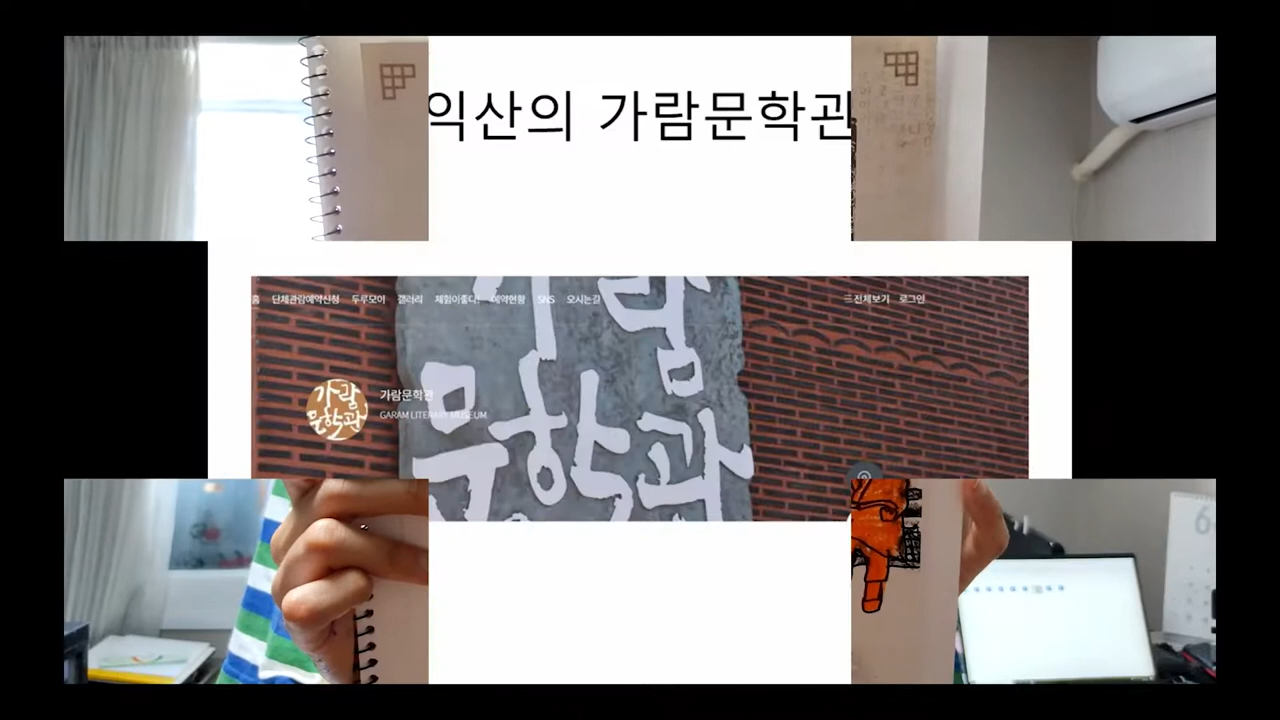 익산의 가람문학관
홈 단체관람예약신청 두루모아 갤러리 체험이좋다! 예약현황 SNS 오시는길
전체보기 로그인
가람
문학관
가람문학관
GARAM LITERARY MUSEUM
가람
문학관
6